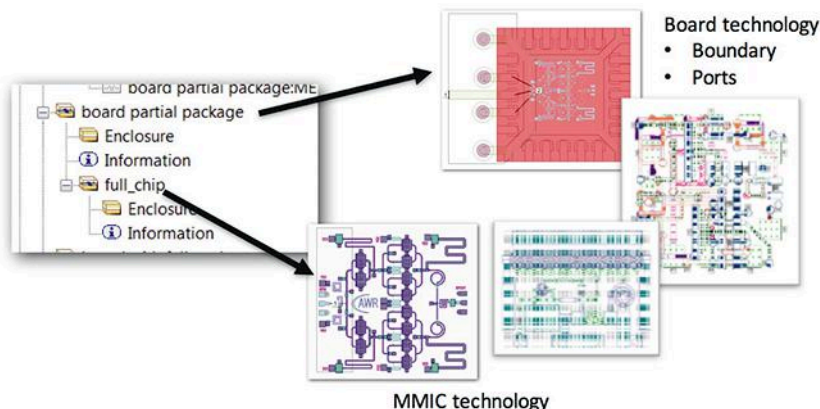 Board technology
• Boundary
• Ports
board partial package:ME
board partial package
Enclosure
Information
full_chip
Enclosure
Information
AWR
MMIC technology